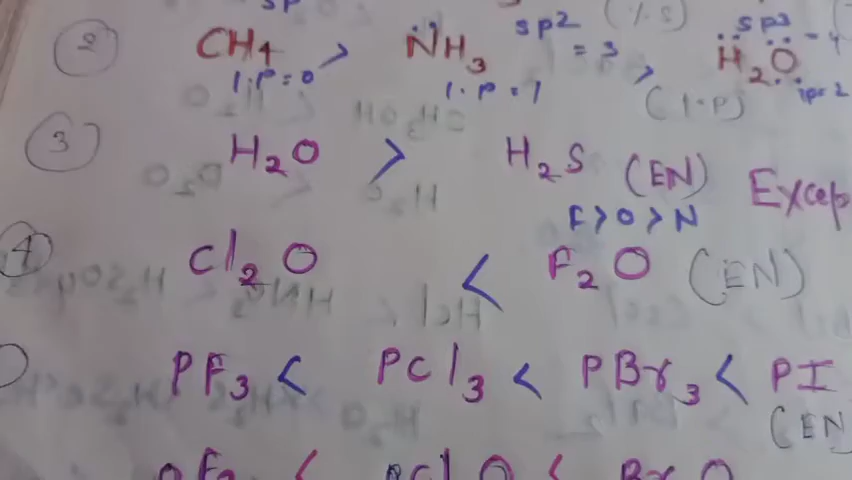 sp
② CH4 > NH3 sp2 = 3 > H2O sp3 - 4
l.p = 0 l.p = 1 (l.p) lp = 2
③ H2O > H2S (EN) Excep
F > O > N
④ Cl2O < F2O (EN)
PF3 < PCl3 < PBr3 < PI
(EN